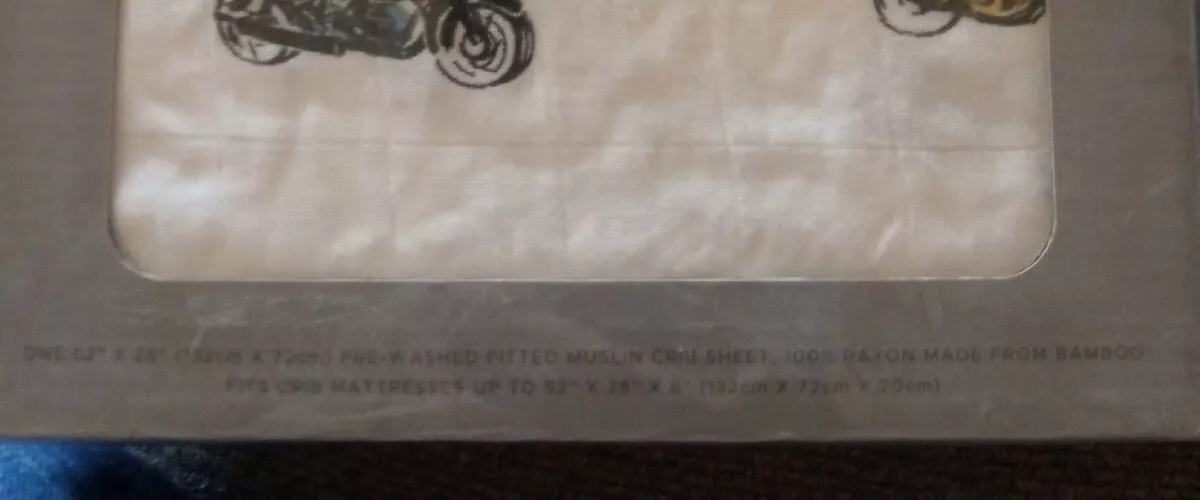 ONE 52" X 28" (132cm X 72cm) PRE-WASHED FITTED MUSLIN CRIB SHEET, 100% RAYON MADE FROM BAMBOO
FITS CRIB MATTRESSES UP TO 52" X 28" X 8" (132cm X 72cm X 20cm)